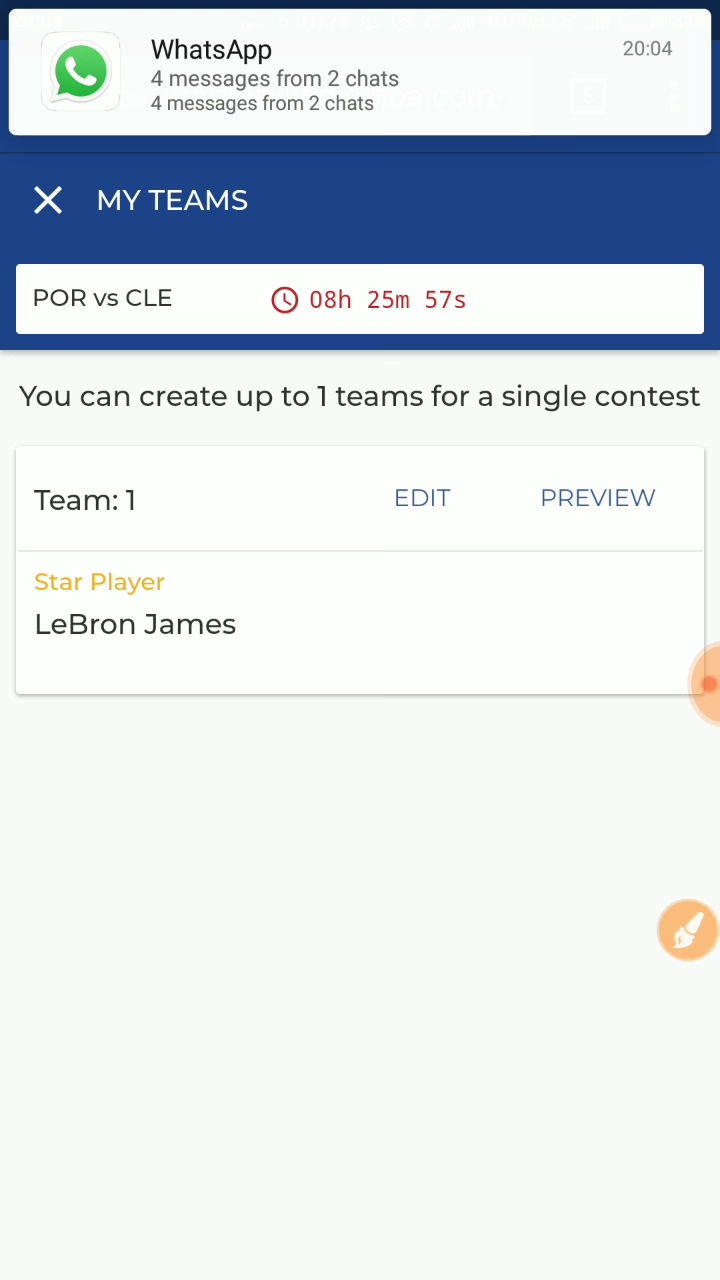 WhatsApp
20:04
4 messages from 2 chats
4 messages from 2 chats
MY TEAMS
POR vs CLE
08h 25m 57s
You can create up to 1 teams for a single contest
Team: 1
EDIT
PREVIEW
Star Player
LeBron James